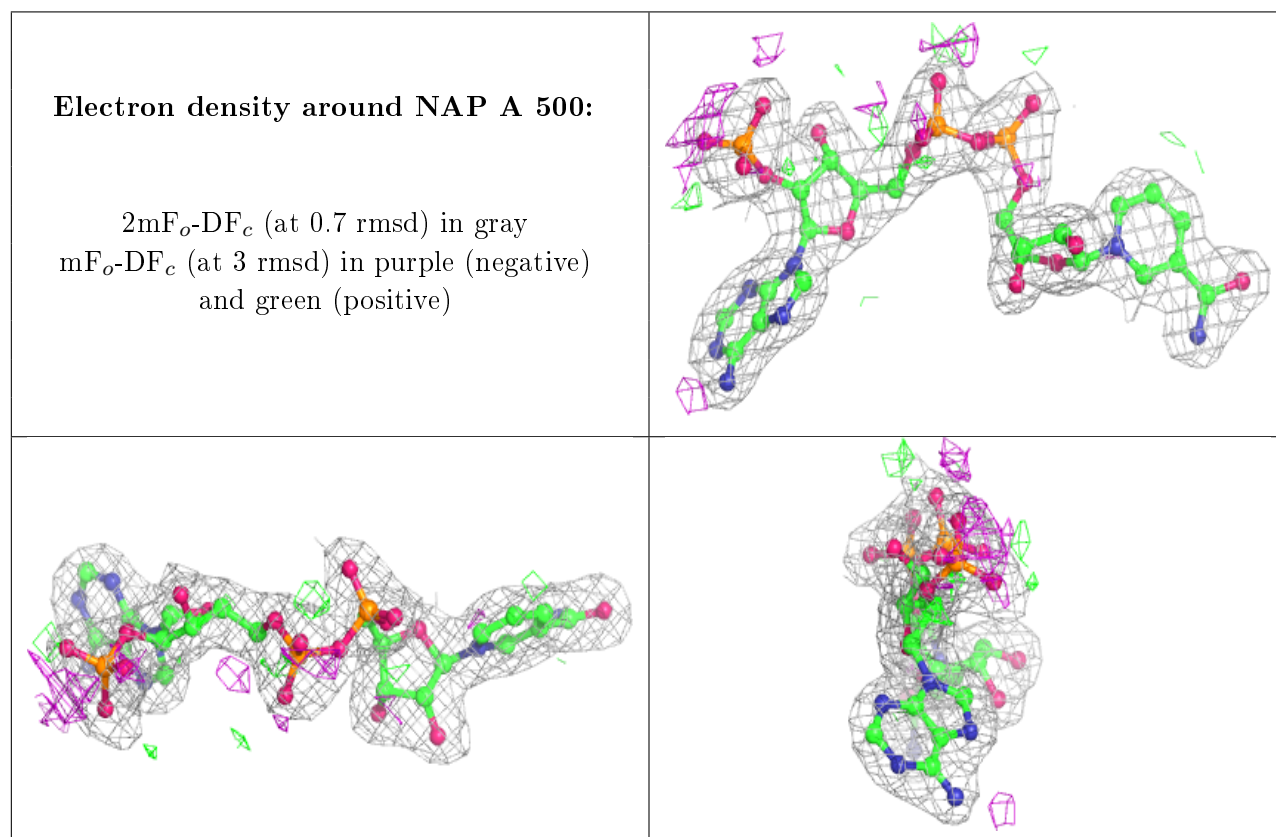 Electron density around NAP A 500:
2mFₒ-DF𝒸 (at 0.7 rmsd) in gray
mFₒ-DF𝒸 (at 3 rmsd) in purple (negative)
and green (positive)